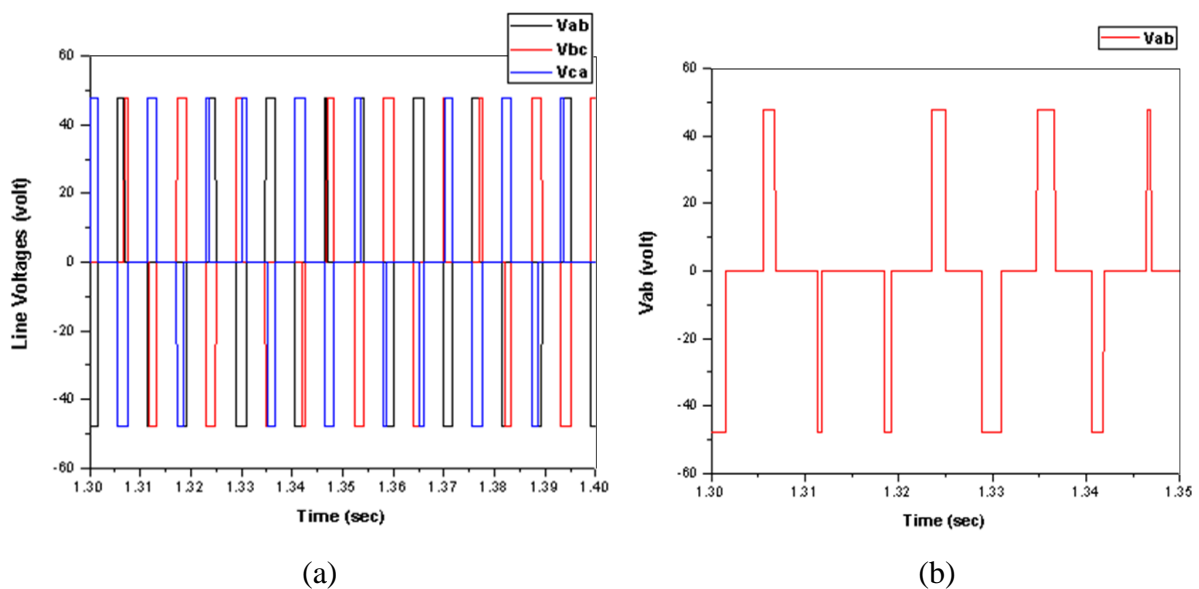 Vab
Vbc
Vca
60
40
20
0
-20
-40
-60
Line Voltages (volt)
1.30 1.31 1.32 1.33 1.34 1.35 1.36 1.37 1.38 1.39 1.40
Time (sec)
(a)
Vab
60
40
20
0
-20
-40
-60
Vab (volt)
1.30 1.31 1.32 1.33 1.34 1.35
Time (sec)
(b)